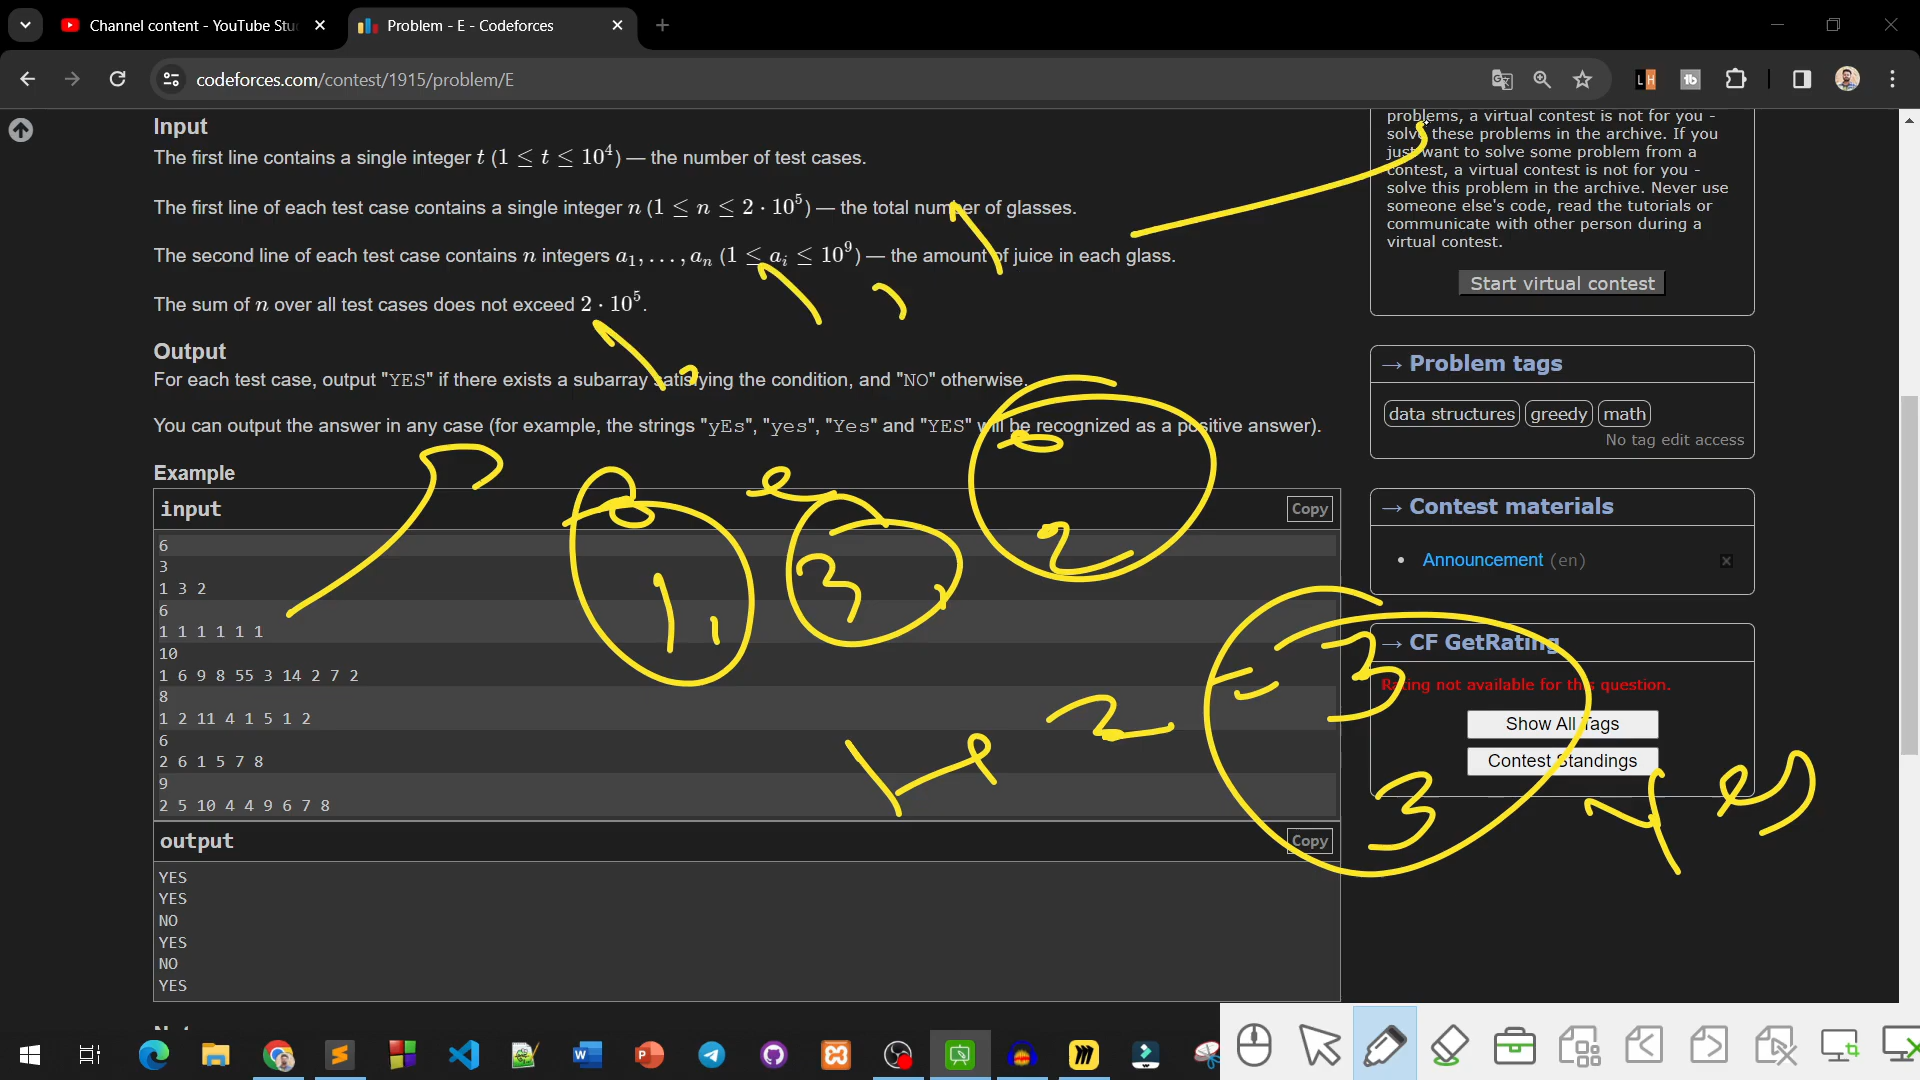 Channel content - YouTube Stu
Problem - E - Codeforces
codeforces.com/contest/1915/problem/E
Input
The first line contains a single integer t (1 ≤ t ≤ 10^4) — the number of test cases.
The first line of each test case contains a single integer n (1 ≤ n ≤ 2 · 10^5) — the total number of glasses.
The second line of each test case contains n integers a_1, . . . , a_n (1 ≤ a_i ≤ 10^9) — the amount of juice in each glass.
The sum of n over all test cases does not exceed 2 · 10^5.
Output
For each test case, output "YES" if there exists a subarray satisfying the condition, and "NO" otherwise.
You can output the answer in any case (for example, the strings "yEs", "yes", "Yes" and "YES" will be recognized as a positive answer).
Example
input
Copy
6
3
1 3 2
6
1 1 1 1 1 1
10
1 6 9 8 55 3 14 2 7 2
8
1 2 11 4 1 5 1 2
6
2 6 1 5 7 8
9
2 5 10 4 4 9 6 7 8
output
Copy
YES
YES
NO
YES
NO
YES
e
o
1,
3,
2
1+2 = 3
3
Yes
problems, a virtual contest is not for you -
solve these problems in the archive. If you
just want to solve some problem from a
contest, a virtual contest is not for you -
solve this problem in the archive. Never use
someone else's code, read the tutorials or
communicate with other person during a
virtual contest.
Start virtual contest
→ Problem tags
data structures greedy math
No tag edit access
→ Contest materials
Announcement (en)
→ CF GetRating
Rating not available for this question.
Show All Tags
Contest Standings